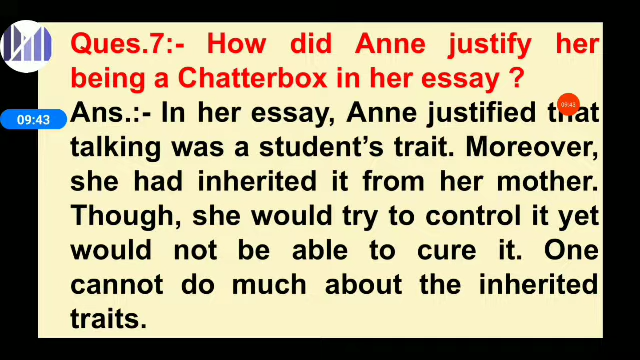 Ques.7:- How did Anne justify her
being a Chatterbox in her essay ?
Ans.:- In her essay, Anne justified that
09:43
09:43
talking was a student's trait. Moreover,
she had inherited it from her mother.
Though, she would try to control it yet
would not be able to cure it. One
cannot do much about the inherited
traits.